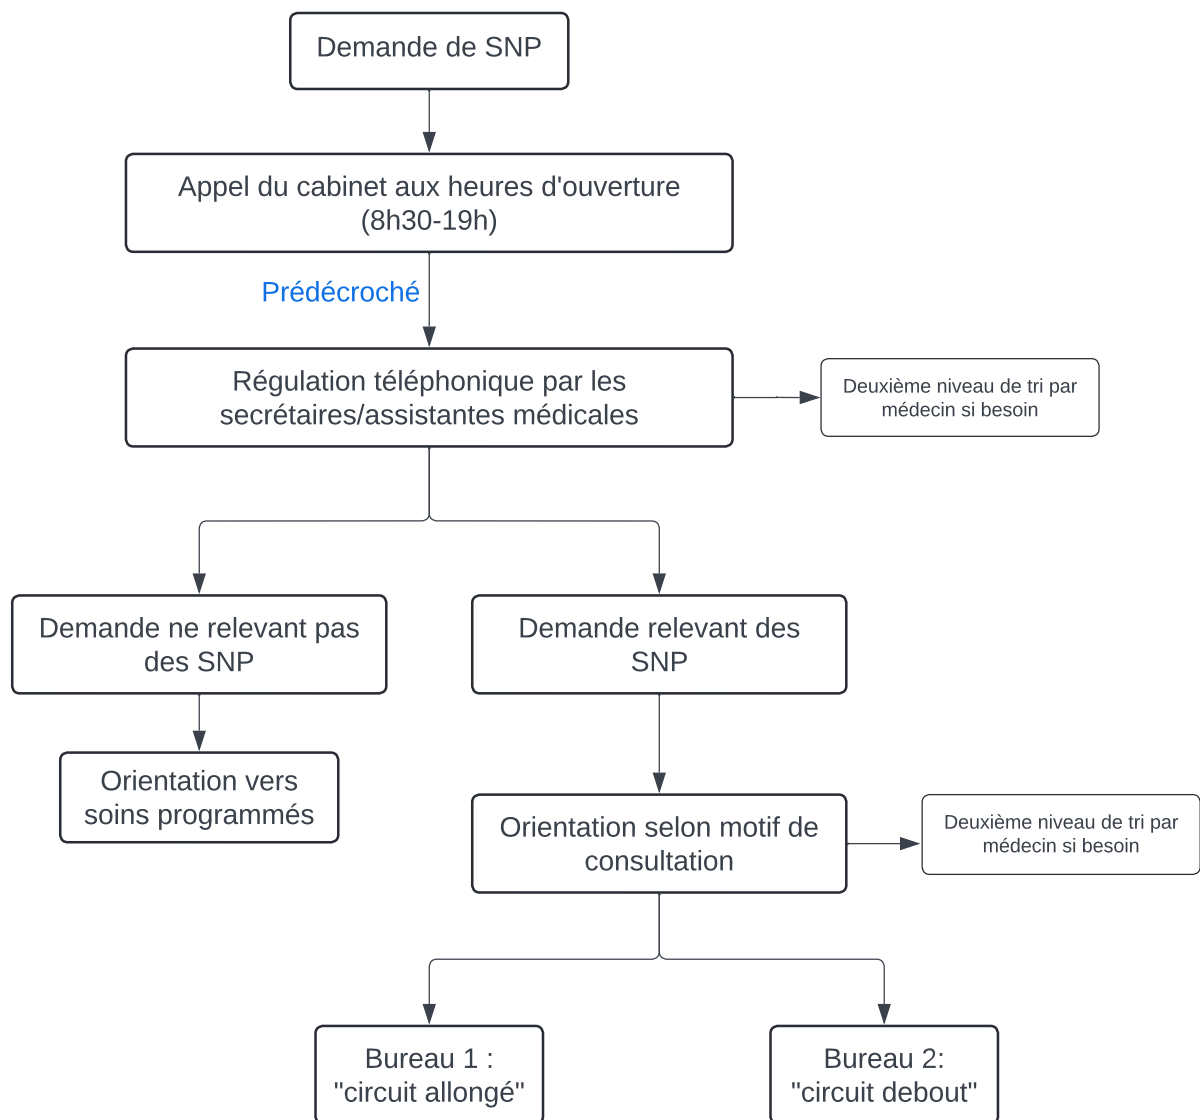 Demande de SNP
Appel du cabinet aux heures d'ouverture
(8h30-19h)
Prédécroché
Régulation téléphonique par les
secrétaires/assistantes médicales
Deuxième niveau de tri par
médecin si besoin
Demande ne relevant pas
des SNP
Demande relevant des
SNP
Orientation vers
soins programmés
Orientation selon motif de
consultation
Deuxième niveau de tri par
médecin si besoin
Bureau 1 :
"circuit allongé"
Bureau 2:
"circuit debout"